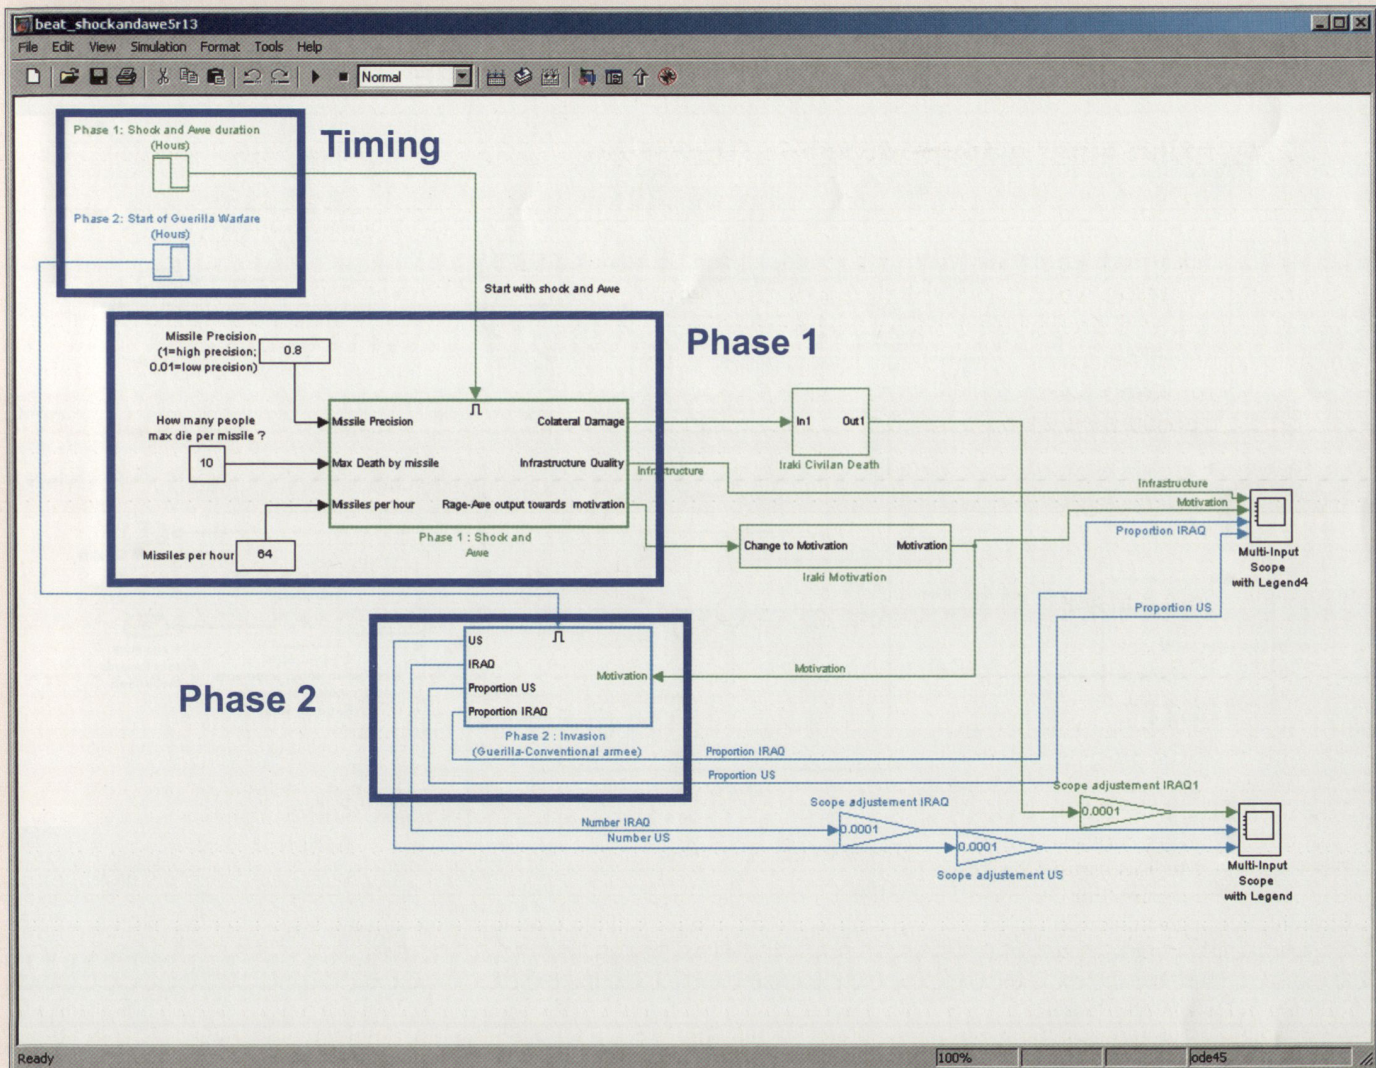 beat_shockandawe5r13
File Edit View Simulation Format Tools Help
Normal
Phase 1: Shock and Awe duration
(Hours)
Timing
Phase 2: Start of Guerilla Warfare
(Hours)
Start with shock and Awe
Phase 1
Missile Precision
(1=high precision;
0.01=low precision)
0.8
How many people
max die per missile ?
10
Missiles per hour
64
Missile Precision
Max Death by missile
Missiles per hour
Colateral Damage
Infrastructure Quality
Rage-Awe output towards motivation
Phase 1 : Shock and
Awe
In1 Out1
Iraki Civilan Death
Infrastructure
Change to Motivation Motivation
Iraki Motivation
Infrastructure
Motivation
Proportion IRAQ
Proportion US
Multi-Input
Scope
with Legend4
Phase 2
US
IRAQ
Proportion US
Proportion IRAQ
Motivation
Motivation
Phase 2 : Invasion
(Guerilla-Conventional armee)
Proportion IRAQ
Proportion US
Scope adjustement IRAQ1
0.0001
Scope adjustement IRAQ
0.0001
Number IRAQ
Number US
0.0001
Scope adjustement US
Multi-Input
Scope
with Legend
Ready 100% ode45